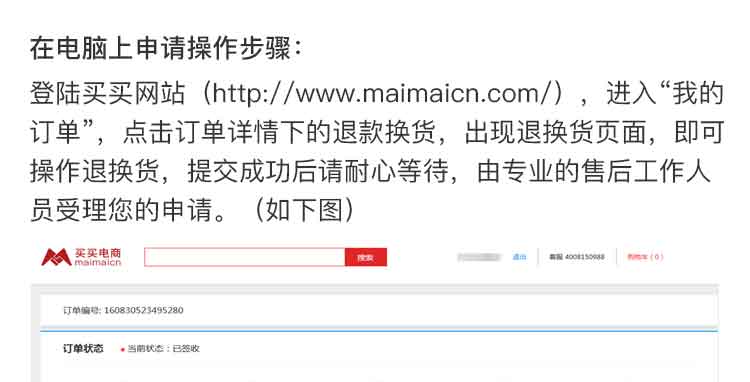 在电脑上申请操作步骤：
登陆买买网站（http://www.maimaicn.com/），进入“我的
订单”，点击订单详情下的退款换货，出现退换货页面，即可
操作退换货，提交成功后请耐心等待，由专业的售后工作人
员受理您的申请。（如下图）
买买电商
maimaicn
搜索
退出
客服 4008150988
购物车（0）
订单编号: 160830523495280
订单状态
当前状态：已签收